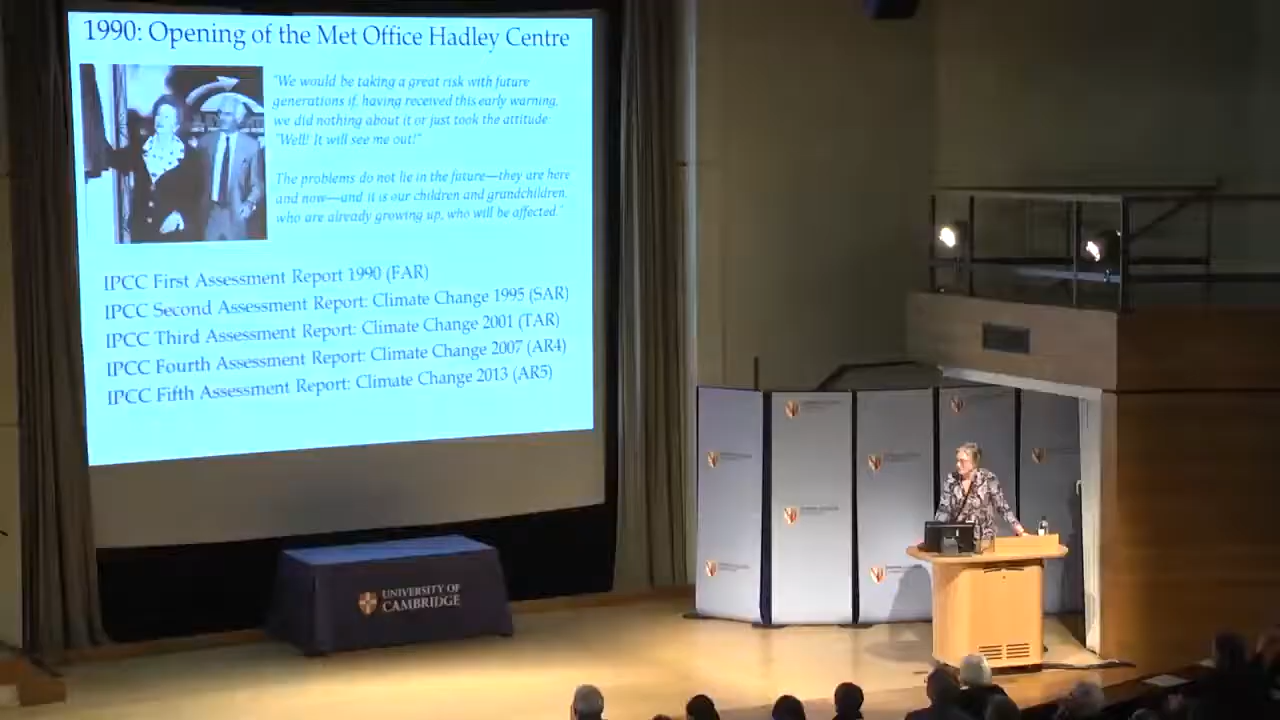 1990: Opening of the Met Office Hadley Centre
"We would be taking a great risk with future
generations if, having received this early warning,
we did nothing about it or just took the attitude:
"Well! It will see me out!"
The problems do not lie in the future—they are here
and now—and it is our children and grandchildren,
who are already growing up, who will be affected."
IPCC First Assessment Report 1990 (FAR)
IPCC Second Assessment Report: Climate Change 1995 (SAR)
IPCC Third Assessment Report: Climate Change 2001 (TAR)
IPCC Fourth Assessment Report: Climate Change 2007 (AR4)
IPCC Fifth Assessment Report: Climate Change 2013 (AR5)
UNIVERSITY OF
CAMBRIDGE